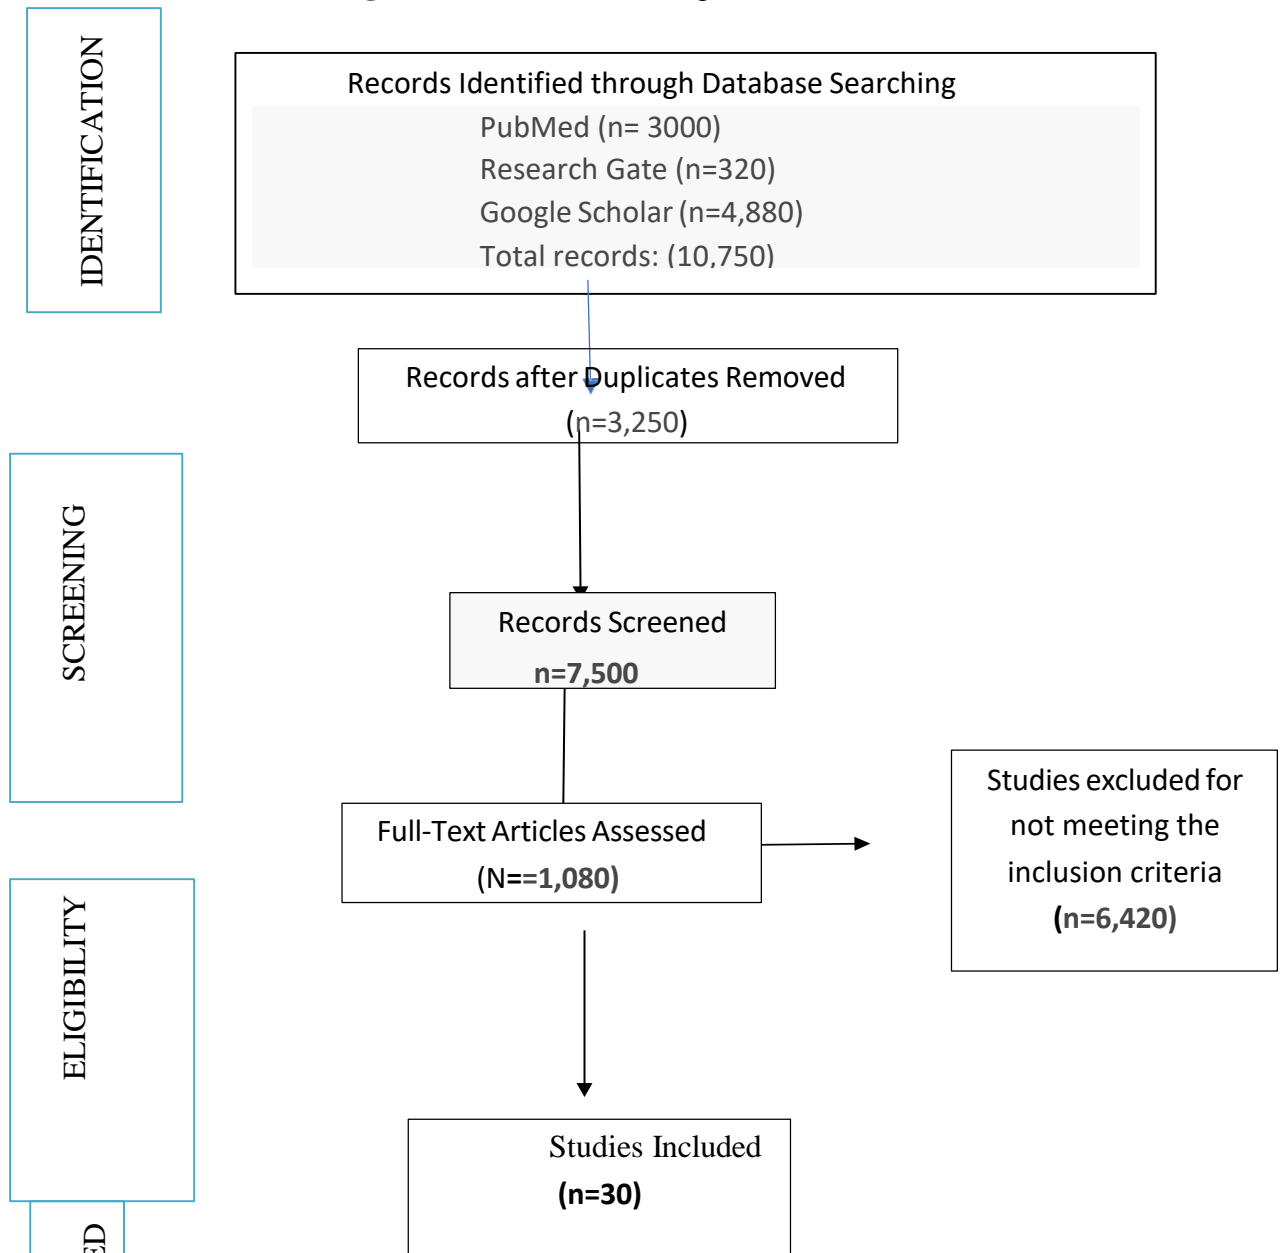 IDENTIFICATION
Records Identified through Database Searching
PubMed (n= 3000)
Research Gate (n=320)
Google Scholar (n=4,880)
Total records: (10,750)
Records after Duplicates Removed
(n=3,250)
SCREENING
Records Screened
n=7,500
Full-Text Articles Assessed
(N==1,080)
Studies excluded for
not meeting the
inclusion criteria
(n=6,420)
ELIGIBILITY
Studies Included
(n=30)